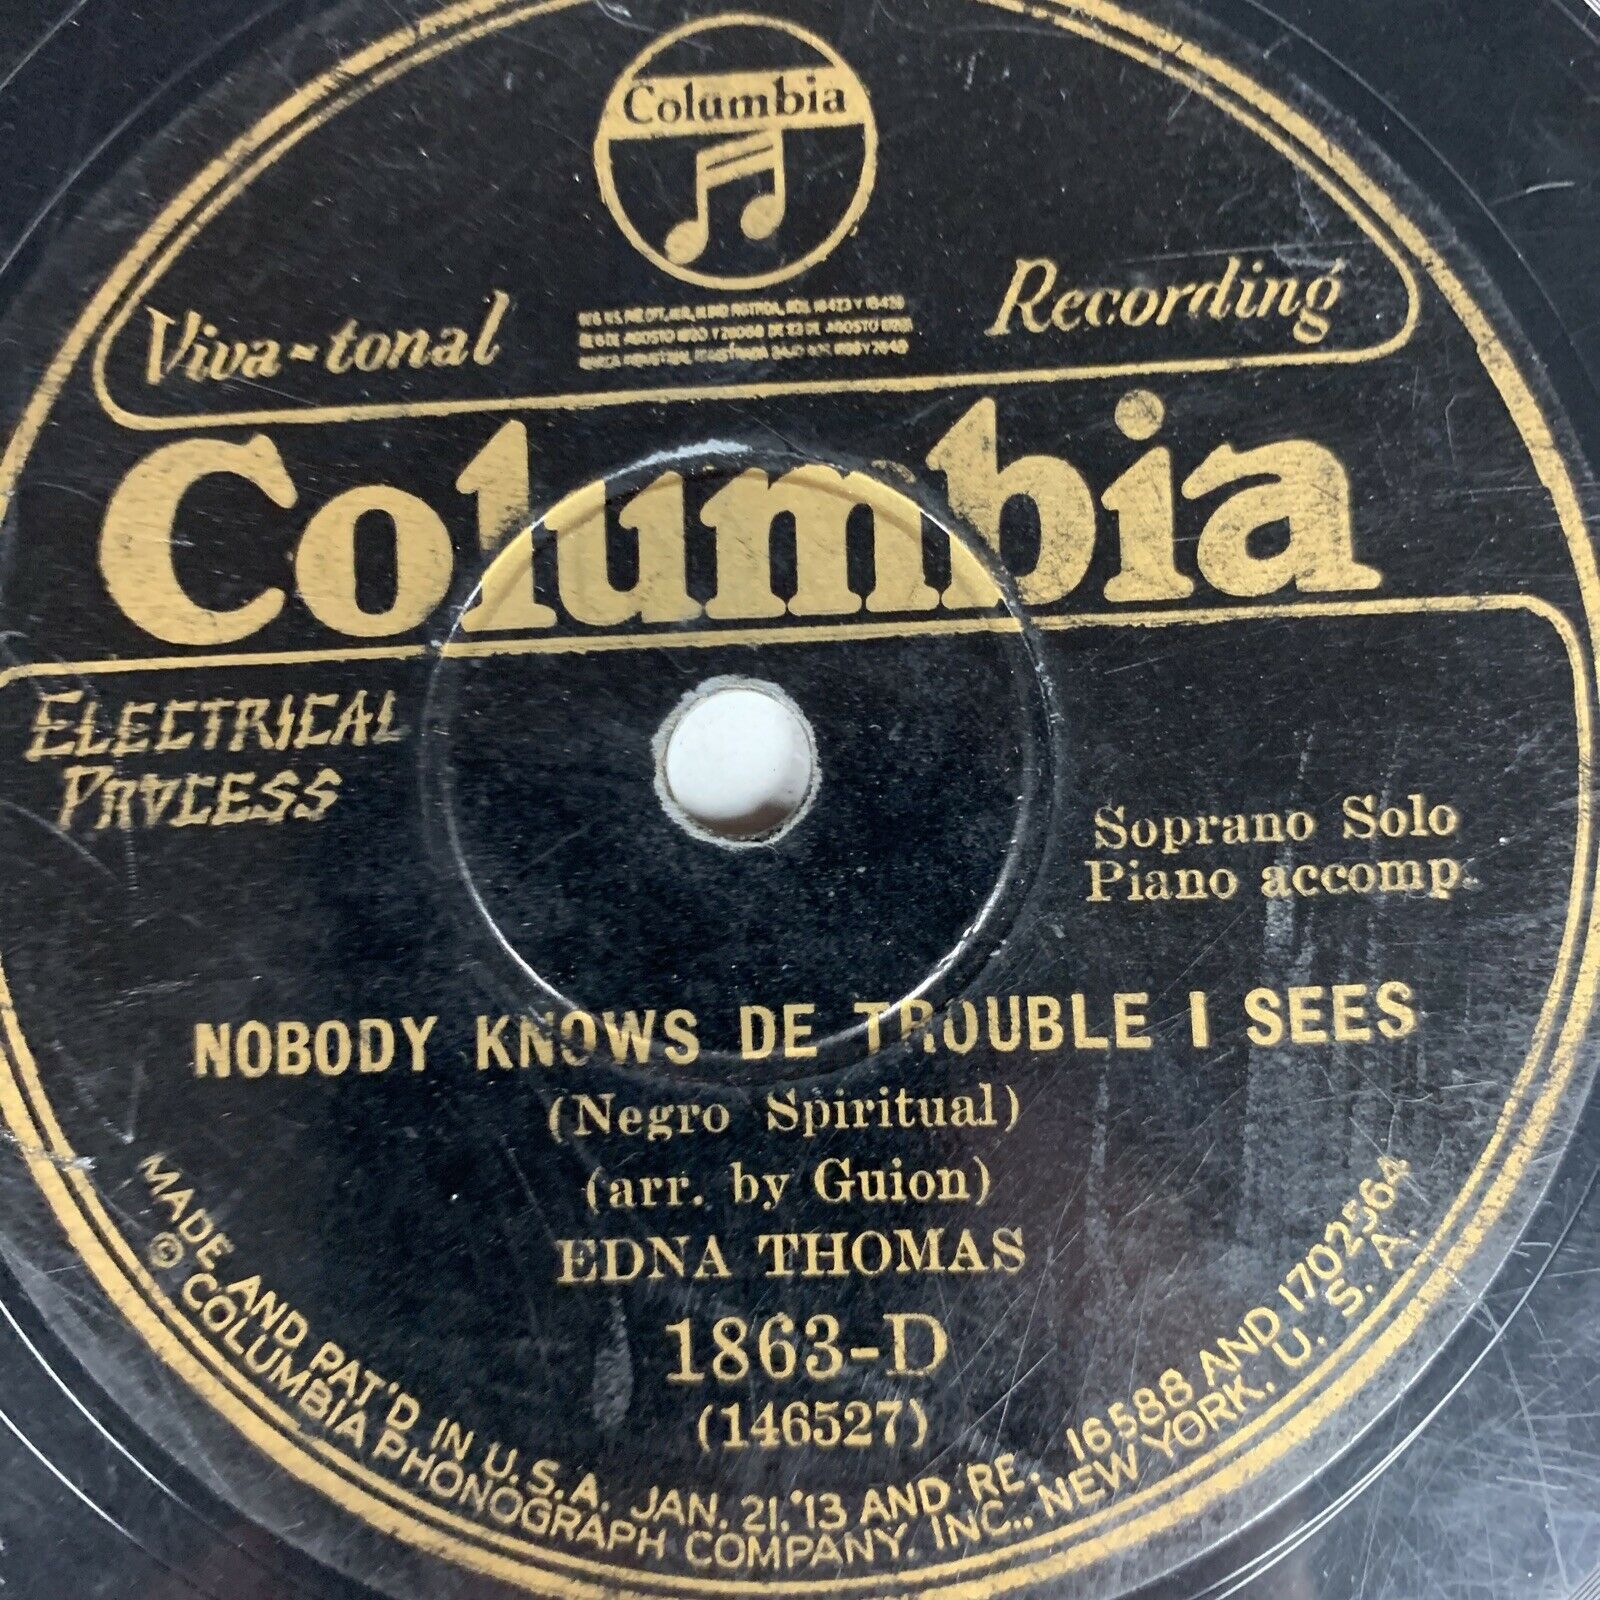 Columbia
Viva-tonal
Recording
Columbia
ELECTRICAL
PROCESS
Soprano Solo
Piano accomp.
NOBODY KNOWS DE TROUBLE I SEES
(Negro Spiritual)
(arr. by Guion)
EDNA THOMAS
1863-D
(146527)
MADE AND PAT'D IN U.S.A. JAN. 21, '13 AND RE. 16588 AND 1702564
© COLUMBIA PHONOGRAPH COMPANY, INC., NEW YORK, U. S. A.